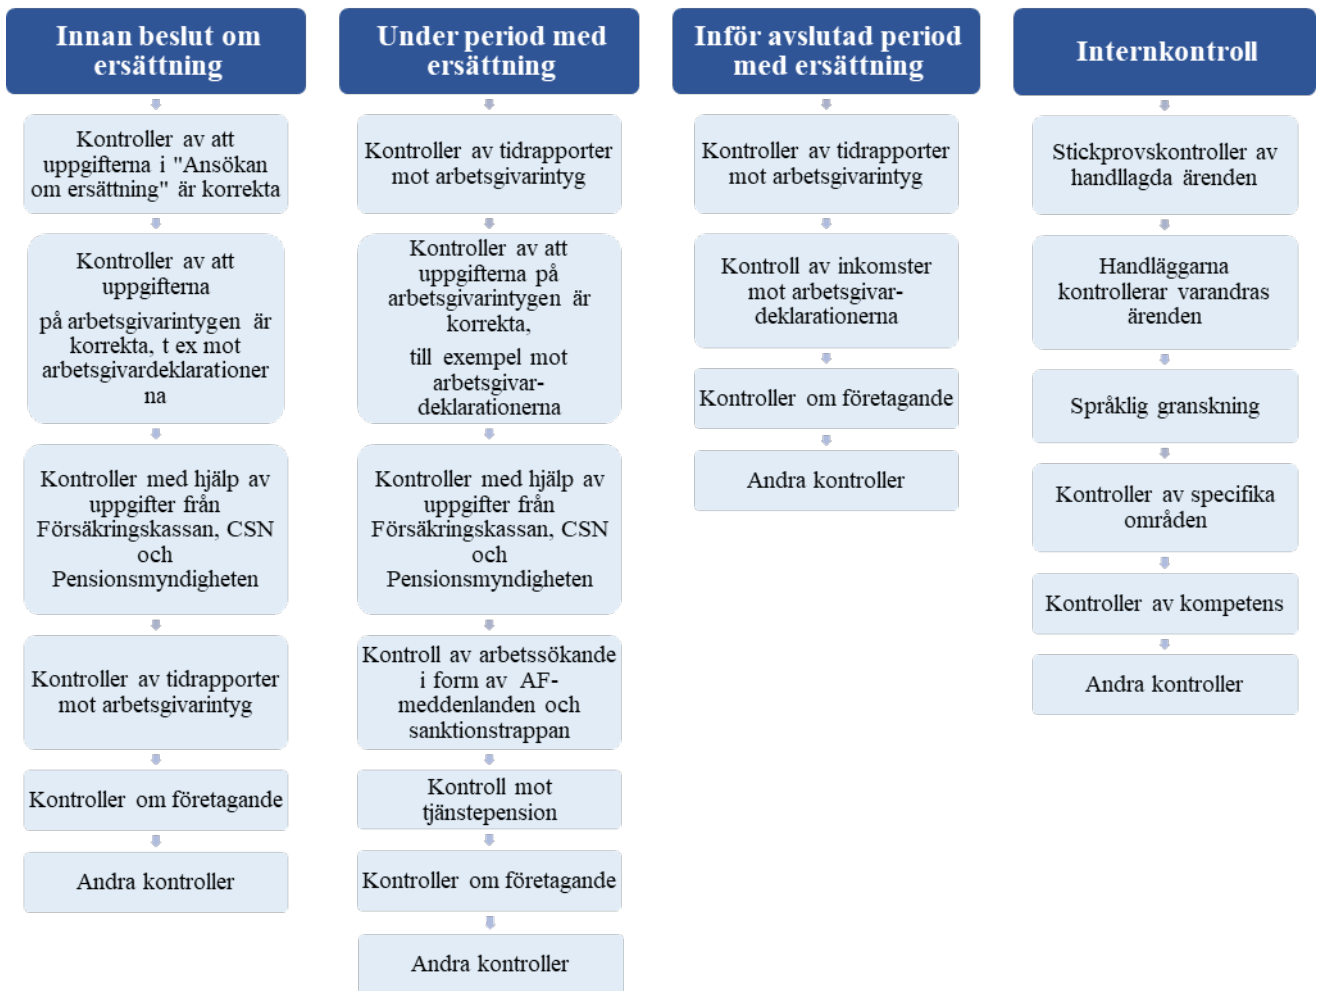 Innan beslut om
ersättning
Kontroller av att
uppgifterna i "Ansökan
om ersättning" är korrekta
Kontroller av att
uppgifterna
på arbetsgivarintygen är
korrekta, t ex mot
arbetsgivardeklarationer
na
Kontroller med hjälp av
uppgifter från
Försäkringskassan, CSN
och
Pensionsmyndigheten
Kontroller av tidrapporter
mot arbetsgivarintyg
Kontroller om företagande
Andra kontroller
Under period med
ersättning
Kontroller av tidrapporter
mot arbetsgivarintyg
Kontroller av att
uppgifterna på
arbetsgivarintygen är
korrekta,
till exempel mot
arbetsgivar-
deklarationerna
Kontroller med hjälp av
uppgifter från
Försäkringskassan, CSN
och
Pensionsmyndigheten
Kontroll av arbetssökande
i form av AF-
meddenlanden och
sanktionstrappan
Kontroll mot
tjänstepension
Kontroller om företagande
Andra kontroller
Inför avslutad period
med ersättning
Kontroller av tidrapporter
mot arbetsgivarintyg
Kontroll av inkomster
mot arbetsgivar-
deklarationerna
Kontroller om företagande
Andra kontroller
Internkontroll
Stickprovskontroller av
handllagda ärenden
Handläggarna
kontrollerar varandras
ärenden
Språklig granskning
Kontroller av specifika
områden
Kontroller av kompetens
Andra kontroller